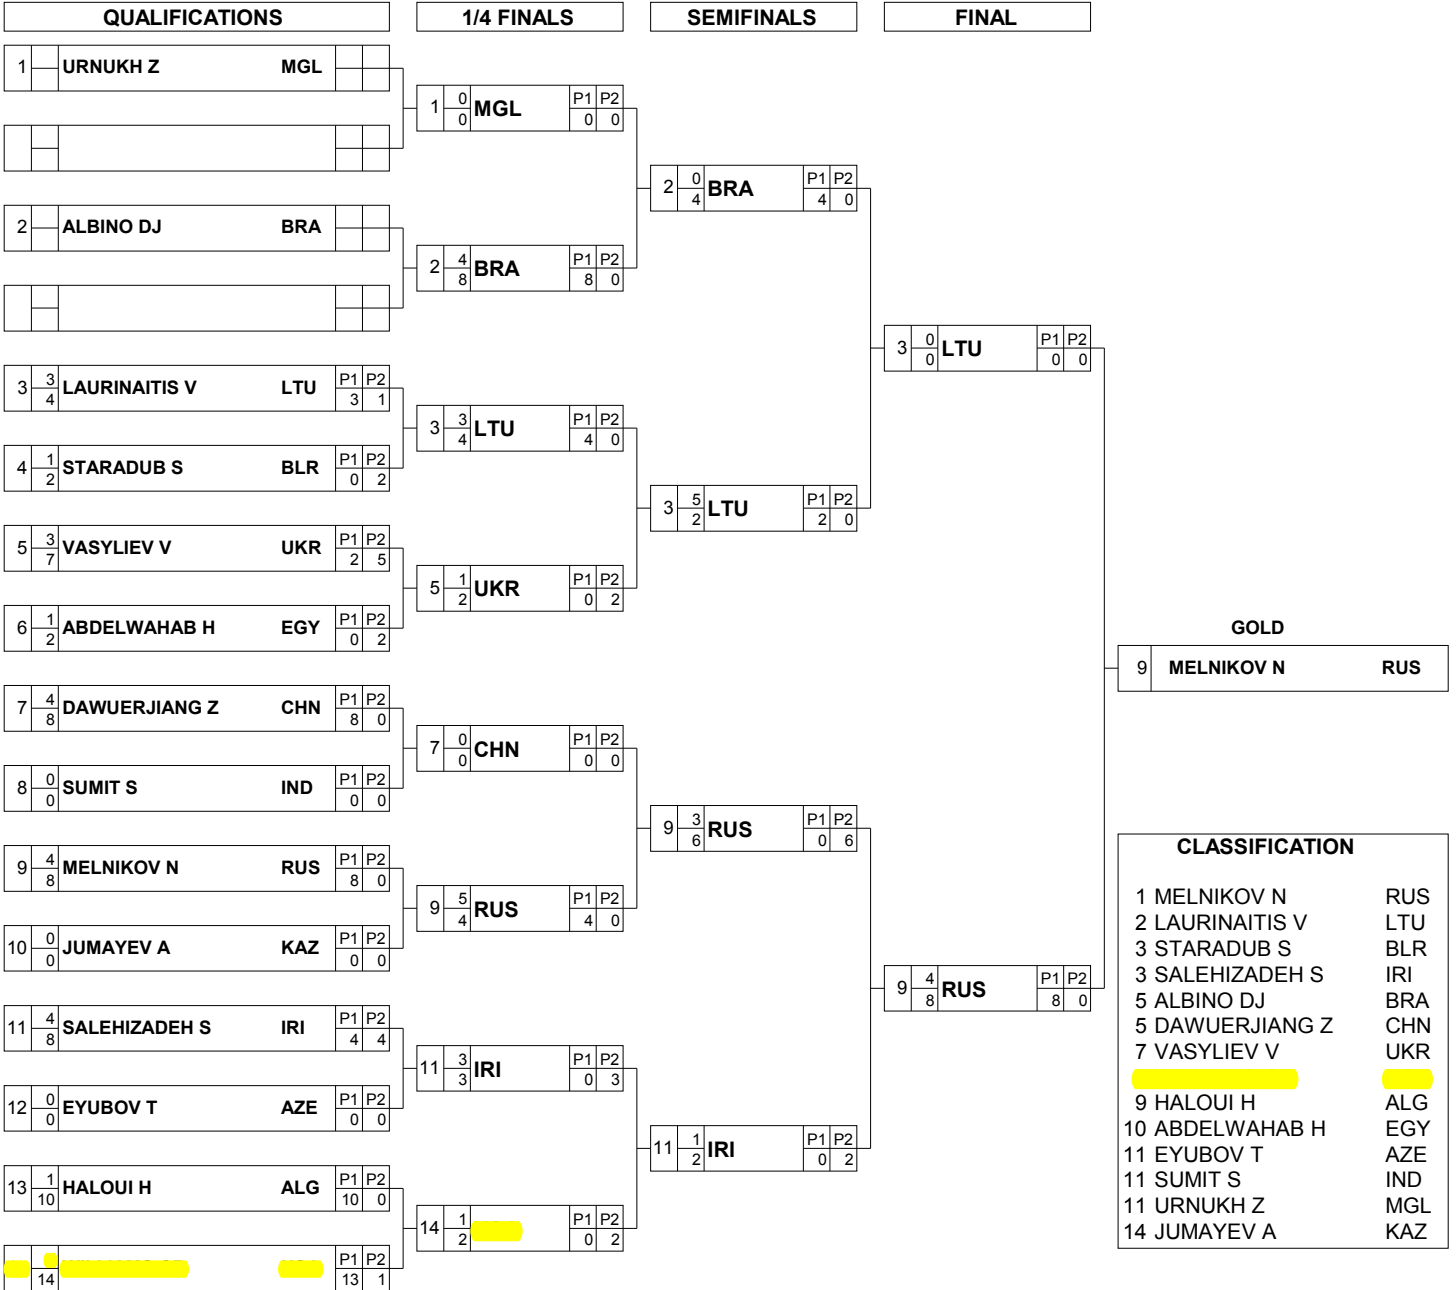 QUALIFICATIONS 1/4 FINALS SEMIFINALS FINAL
1 URNUKH Z MGL
1 0 0 MGL P1 P2 0 0
2 0 4 BRA P1 P2 4 0
2 ALBINO DJ BRA
2 4 8 BRA P1 P2 8 0
3 0 0 LTU P1 P2 0 0
3 3 4 LAURINAITIS V LTU P1 P2 3 1
3 3 4 LTU P1 P2 4 0
4 1 2 STARADUB S BLR P1 P2 0 2
3 5 2 LTU P1 P2 2 0
5 3 7 VASYLIEV V UKR P1 P2 2 5
5 1 2 UKR P1 P2 0 2
6 1 2 ABDELWAHAB H EGY P1 P2 0 2
GOLD
9 MELNIKOV N RUS
7 4 8 DAWUERJIANG Z CHN P1 P2 8 0
7 0 0 CHN P1 P2 0 0
8 0 0 SUMIT S IND P1 P2 0 0
9 3 6 RUS P1 P2 0 6
9 4 8 MELNIKOV N RUS P1 P2 8 0
9 5 4 RUS P1 P2 4 0
10 0 0 JUMAYEV A KAZ P1 P2 0 0
9 4 8 RUS P1 P2 8 0
11 4 8 SALEHIZADEH S IRI P1 P2 4 4
11 3 3 IRI P1 P2 0 3
12 0 0 EYUBOV T AZE P1 P2 0 0
11 1 2 IRI P1 P2 0 2
13 1 10 HALOUI H ALG P1 P2 10 0
14 1 2 P1 P2 0 2
14 P1 P2 13 1
CLASSIFICATION
1 MELNIKOV N RUS
2 LAURINAITIS V LTU
3 STARADUB S BLR
3 SALEHIZADEH S IRI
5 ALBINO DJ BRA
5 DAWUERJIANG Z CHN
7 VASYLIEV V UKR
9 HALOUI H ALG
10 ABDELWAHAB H EGY
11 EYUBOV T AZE
11 SUMIT S IND
11 URNUKH Z MGL
14 JUMAYEV A KAZ